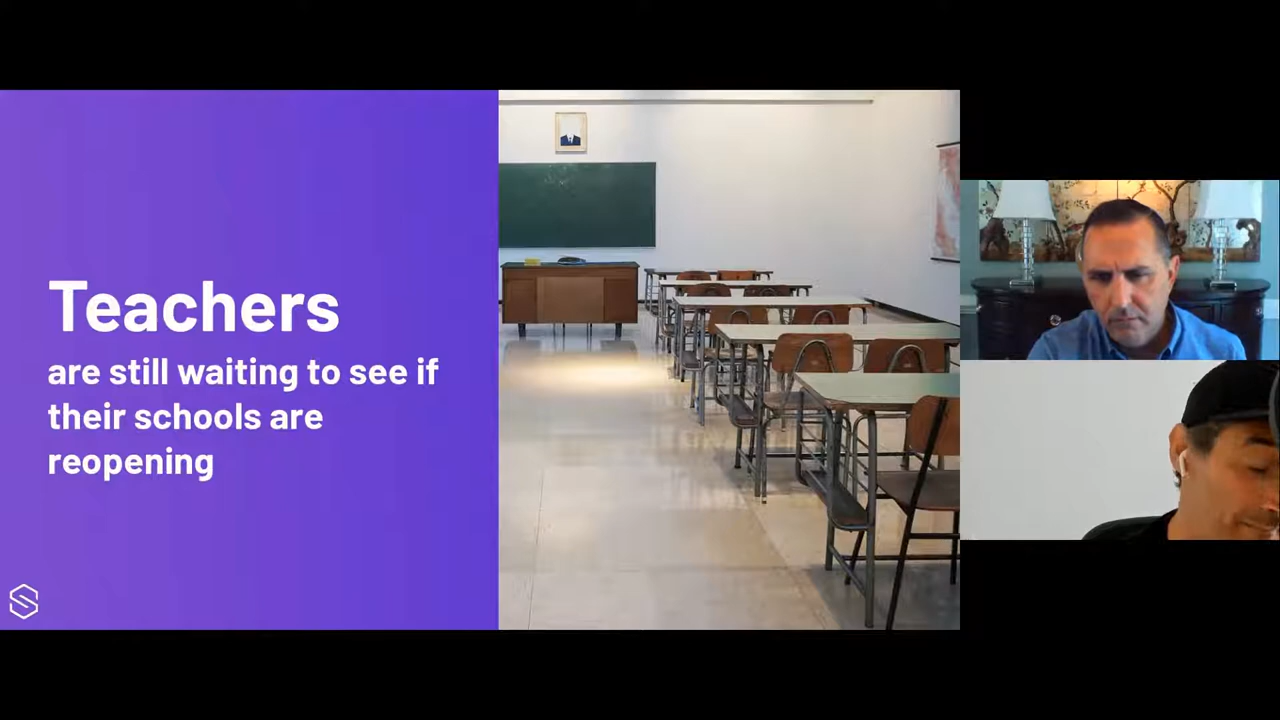 Teachers
are still waiting to see if
their schools are
reopening